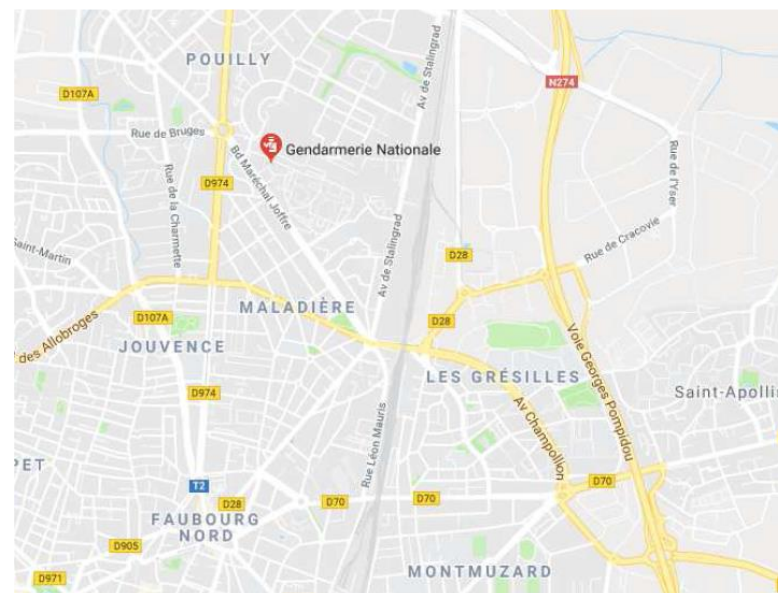 POUILLY
Av de Stalingrad
N274
D107A
Rue de Bruges
Gendarmerie Nationale
Rue de l'Yser
Bd Maréchal Joffre
D974
Rue de la Charmette
Av de Stalingrad
Saint-Martin
D28
Rue de Cracovie
MALADIÈRE
D107A
D28
des Allobroges
JOUVENCE
Voie Georges Pompidou
LES GRÉSILLES
Saint-Apolli
D974
Av Champollion
Rue Léon Mauris
PET
T2
D28
D70
D70
D70
FAUBOURG
NORD
D905
D971
MONTMUZARD